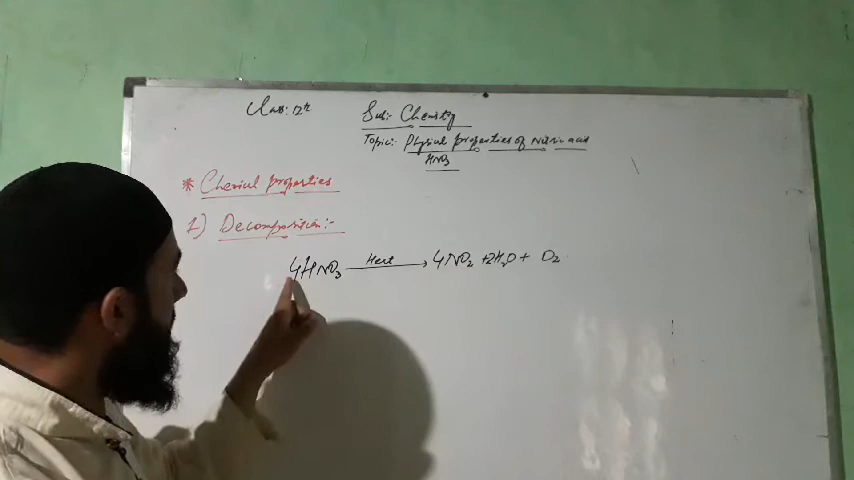 Class: 12th
Sub:- Chemistry
Topic: Physical properties of Nitric acid
HNO3
* Chemical properties
1) Decomposition:-
4HNO3 Heat → 4NO2 + 2H2O + O2